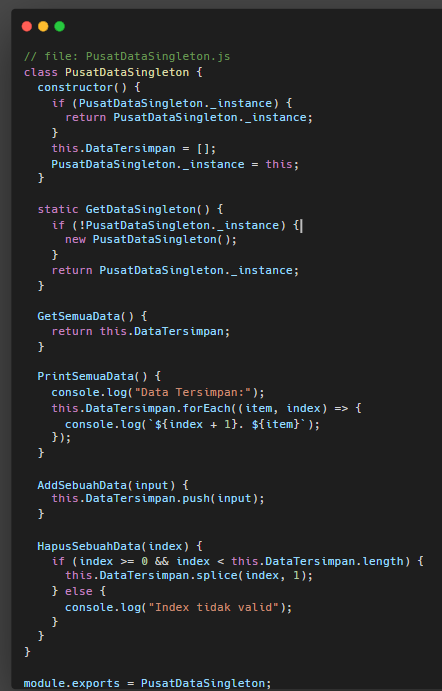 // file: PusatDataSingleton.js
class PusatDataSingleton {
  constructor() {
    if (PusatDataSingleton._instance) {
      return PusatDataSingleton._instance;
    }
    this.DataTersimpan = [];
    PusatDataSingleton._instance = this;
  }

  static GetDataSingleton() {
    if (!PusatDataSingleton._instance) {
      new PusatDataSingleton();
    }
    return PusatDataSingleton._instance;
  }

  GetSemuaData() {
    return this.DataTersimpan;
  }

  PrintSemuaData() {
    console.log("Data Tersimpan:");
    this.DataTersimpan.forEach((item, index) => {
      console.log(`${index + 1}. ${item}`);
    });
  }

  AddSebuahData(input) {
    this.DataTersimpan.push(input);
  }

  HapusSebuahData(index) {
    if (index >= 0 && index < this.DataTersimpan.length) {
      this.DataTersimpan.splice(index, 1);
    } else {
      console.log("Index tidak valid");
    }
  }
}

module.exports = PusatDataSingleton;